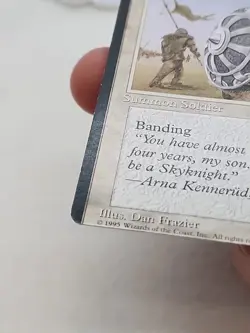 Summon Soldier
Banding
"You have almost
four years, my son,
be a Skyknight."
—Arna Kennerüd,
Illus. Dan Frazier
© 1995 Wizards of the Coast, Inc. All rights